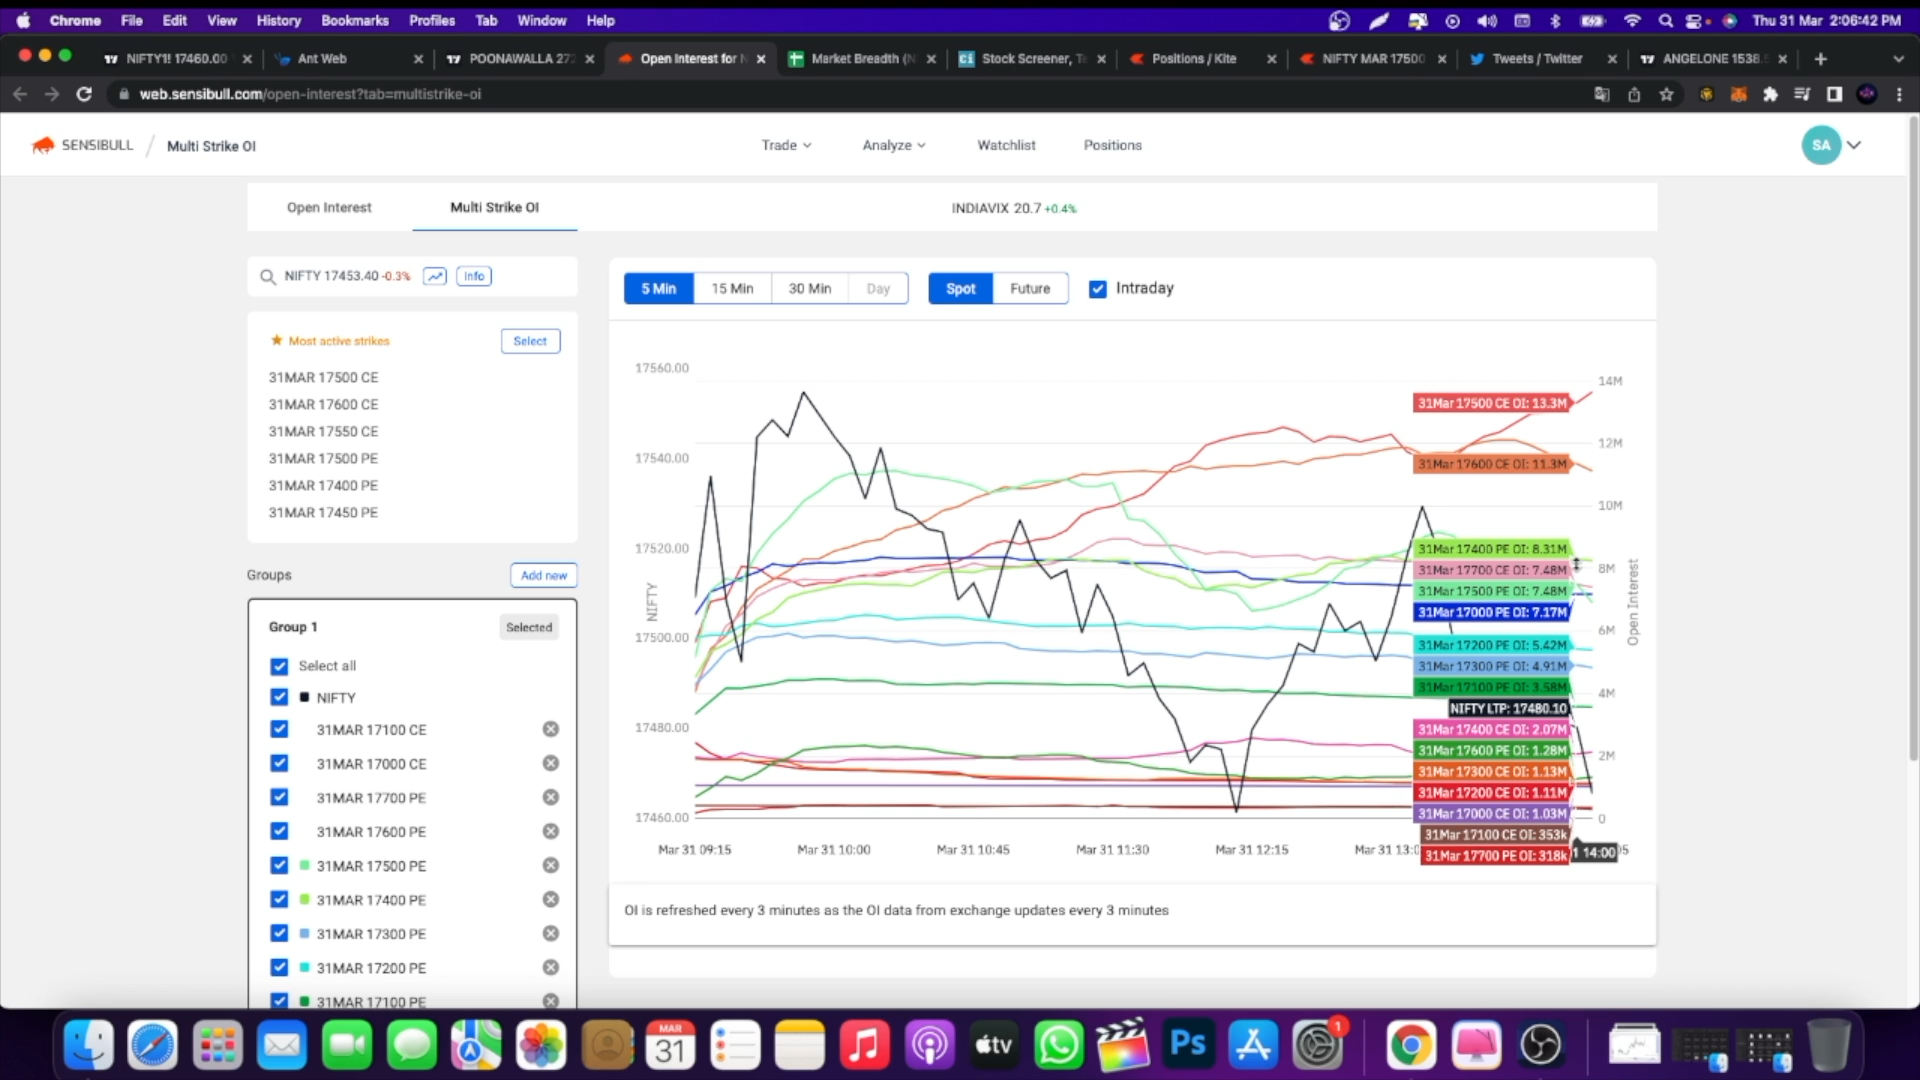 Chrome File Edit View History Bookmarks Profiles Tab Window Help Thu 31 Mar 2:06:42 PM
NIFTY1! 17460.00 Ant Web POONAWALLA 27 Open Interest for N Market Breadth (N Stock Screener, Te Positions / Kite NIFTY MAR 17500 Tweets / Twitter ANGELONE 1538.
web.sensibull.com/open-interest?tab=multistrike-oi
SENSIBULL / Multi Strike OI Trade Analyze Watchlist Positions SA
Open Interest Multi Strike OI INDIAVIX 20.7 +0.4%
NIFTY 17453.40 -0.3% Info
5 Min 15 Min 30 Min Day Spot Future Intraday
Most active strikes Select
31MAR 17500 CE
31MAR 17600 CE
31MAR 17550 CE
31MAR 17500 PE
31MAR 17400 PE
31MAR 17450 PE
Groups Add new
Group 1 Selected
Select all
NIFTY
31MAR 17100 CE
31MAR 17000 CE
31MAR 17700 PE
31MAR 17600 PE
31MAR 17500 PE
31MAR 17400 PE
31MAR 17300 PE
31MAR 17200 PE
31MAR 17100 PE
17560.00
17540.00
17520.00
17500.00
17480.00
17460.00
NIFTY
14M
12M
10M
8M
6M
4M
2M
0
Open Interest
31Mar 17500 CE OI: 13.3M
31Mar 17600 CE OI: 11.3M
31Mar 17400 PE OI: 8.31M
31Mar 17700 CE OI: 7.48M
31Mar 17500 PE OI: 7.48M
31Mar 17000 PE OI: 7.17M
31Mar 17200 PE OI: 5.42M
31Mar 17300 PE OI: 4.91M
31Mar 17100 PE OI: 3.58M
NIFTY LTP: 17480.10
31Mar 17400 CE OI: 2.07M
31Mar 17600 PE OI: 1.28M
31Mar 17300 CE OI: 1.13M
31Mar 17200 CE OI: 1.11M
31Mar 17000 CE OI: 1.03M
31Mar 17100 CE OI: 353k
31Mar 17700 PE OI: 318k
Mar 31 09:15 Mar 31 10:00 Mar 31 10:45 Mar 31 11:30 Mar 31 12:15 Mar 31 13:0 1 14:00 5
OI is refreshed every 3 minutes as the OI data from exchange updates every 3 minutes
MAR
31
tv
Ps
1